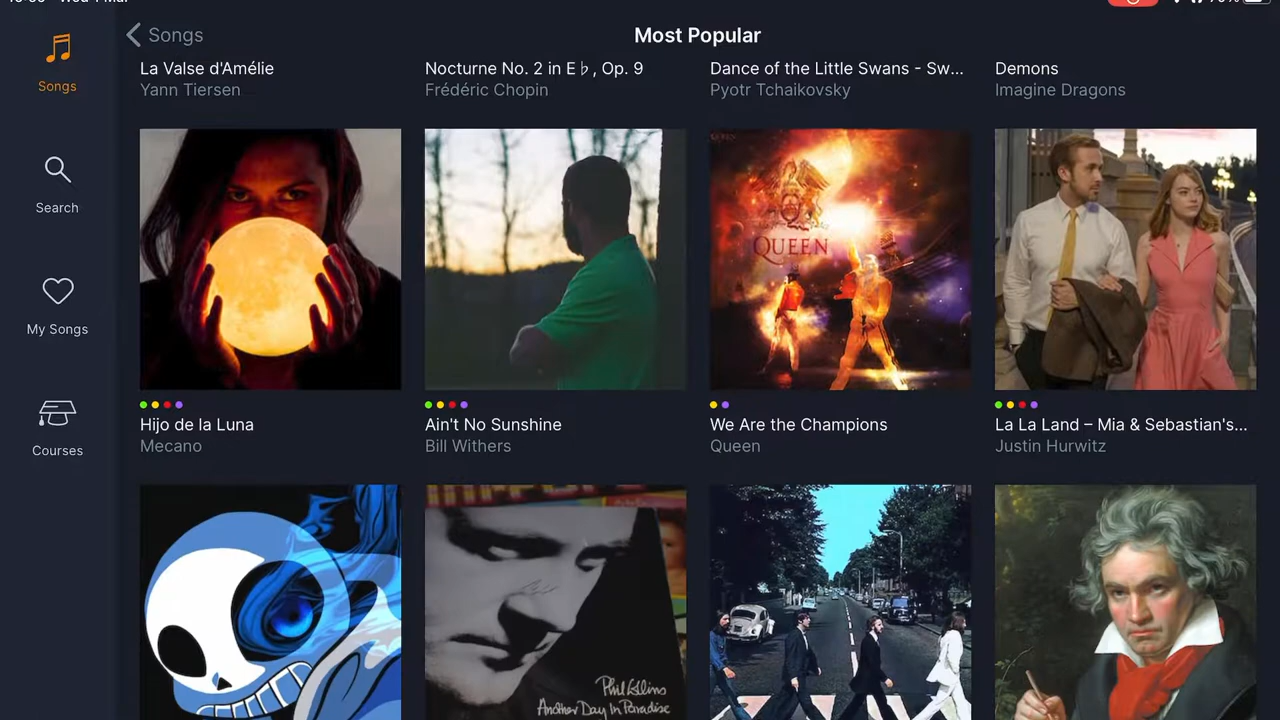 Songs
Most Popular
La Valse d'Amélie
Yann Tiersen
Nocturne No. 2 in E♭, Op. 9
Frédéric Chopin
Dance of the Little Swans - Sw...
Pyotr Tchaikovsky
Demons
Imagine Dragons
Songs
Search
My Songs
Courses
QUEEN
Hijo de la Luna
Mecano
Ain't No Sunshine
Bill Withers
We Are the Champions
Queen
La La Land – Mia & Sebastian's...
Justin Hurwitz
Phil Collins
Another Day In Paradise